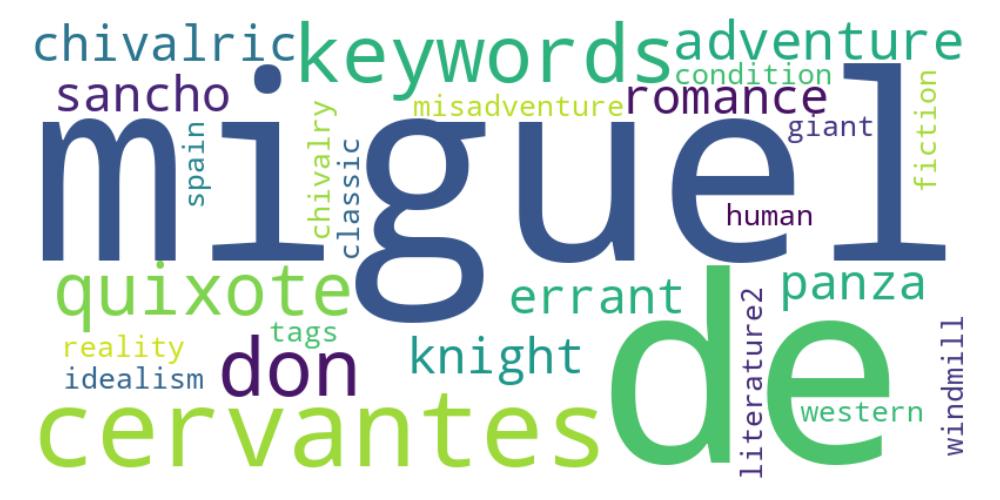 chivalric
keywords
adventure
condition
sancho
misadventure
romance
giant
fiction
miguel
spain
chivalry
classic
human
quixote
errant
panza
de
tags
reality
idealism
don
knight
literature2
windmill
western
cervantes